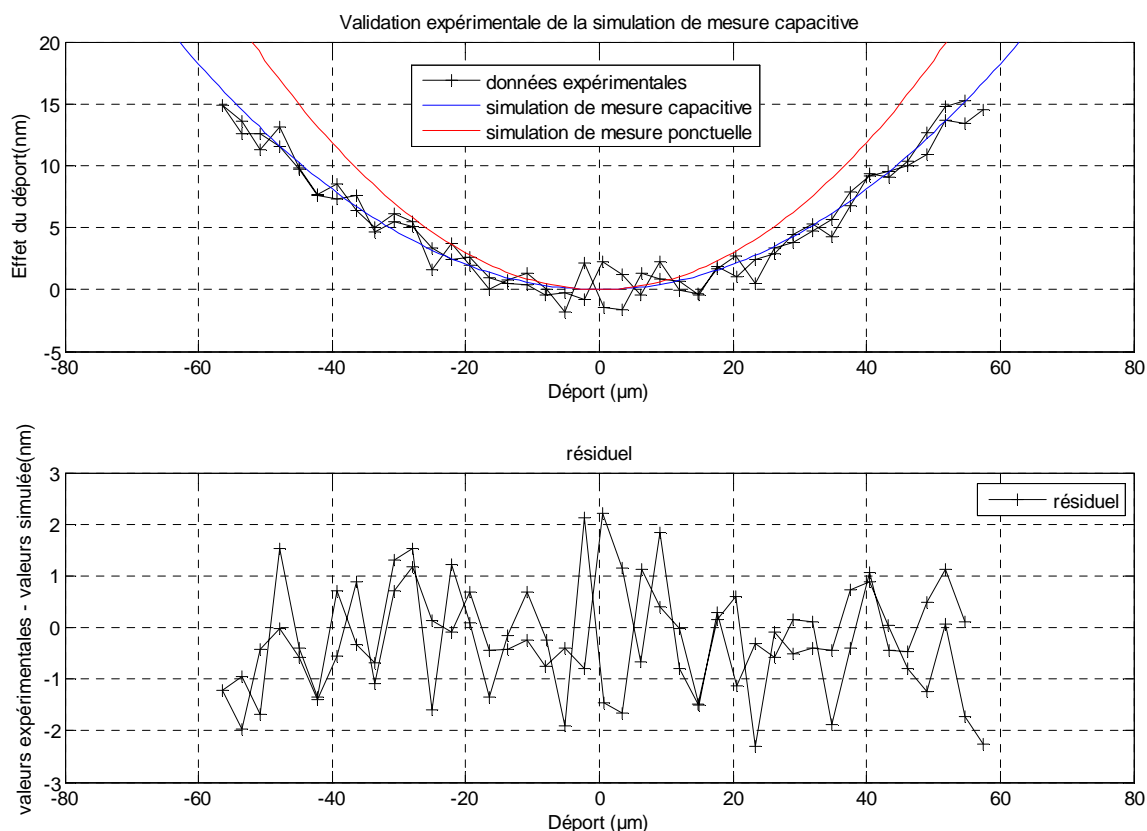 Validation expérimentale de la simulation de mesure capacitive
20
15
10
5
0
-5
Effet du déport(nm)
données expérimentales
simulation de mesure capacitive
simulation de mesure ponctuelle
-80 -60 -40 -20 0 20 40 60 80
Déport (µm)
résiduel
3
2
1
0
-1
-2
-3
valeurs expérimentales - valeurs simulée(nm)
résiduel
-80 -60 -40 -20 0 20 40 60 80
Déport (µm)